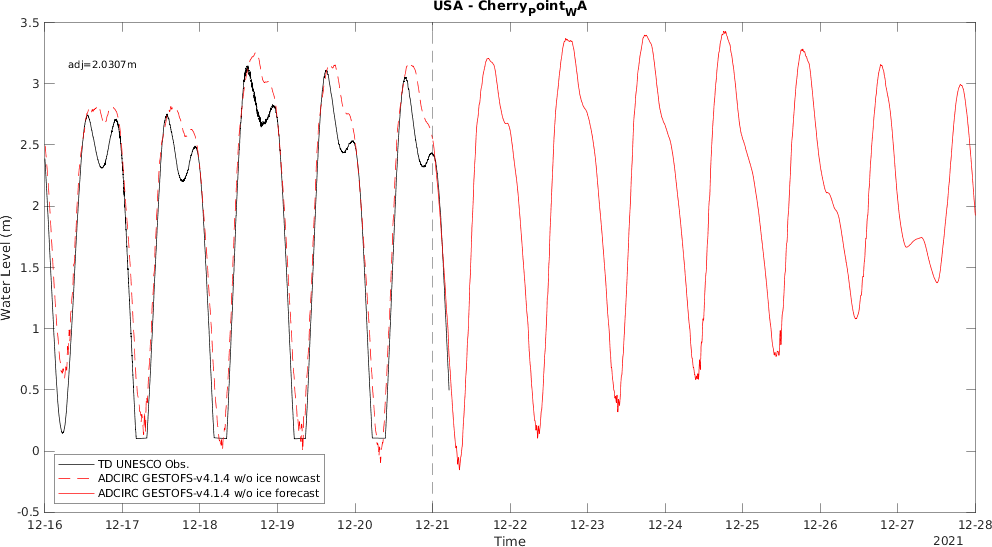 USA - CherryPointWA
adj=2.0307m
3.5
3
2.5
2
1.5
1
0.5
0
-0.5
Water Level (m)
TD UNESCO Obs.
ADCIRC GESTOFS-v4.1.4 w/o ice nowcast
ADCIRC GESTOFS-v4.1.4 w/o ice forecast
12-16 12-17 12-18 12-19 12-20 12-21 12-22 12-23 12-24 12-25 12-26 12-27 12-28
Time
2021